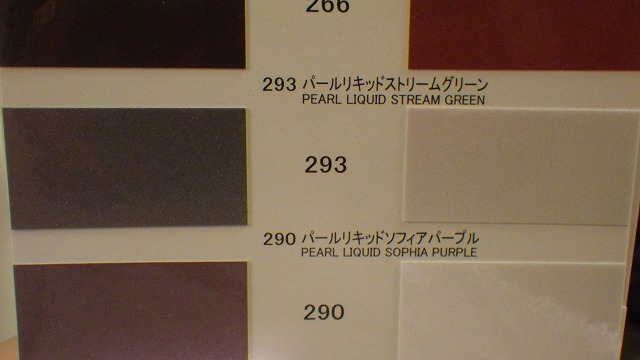 266
293 パールリキッドストリームグリーン
PEARL LIQUID STREAM GREEN
293
290 パールリキッドソフィアパープル
PEARL LIQUID SOPHIA PURPLE
290